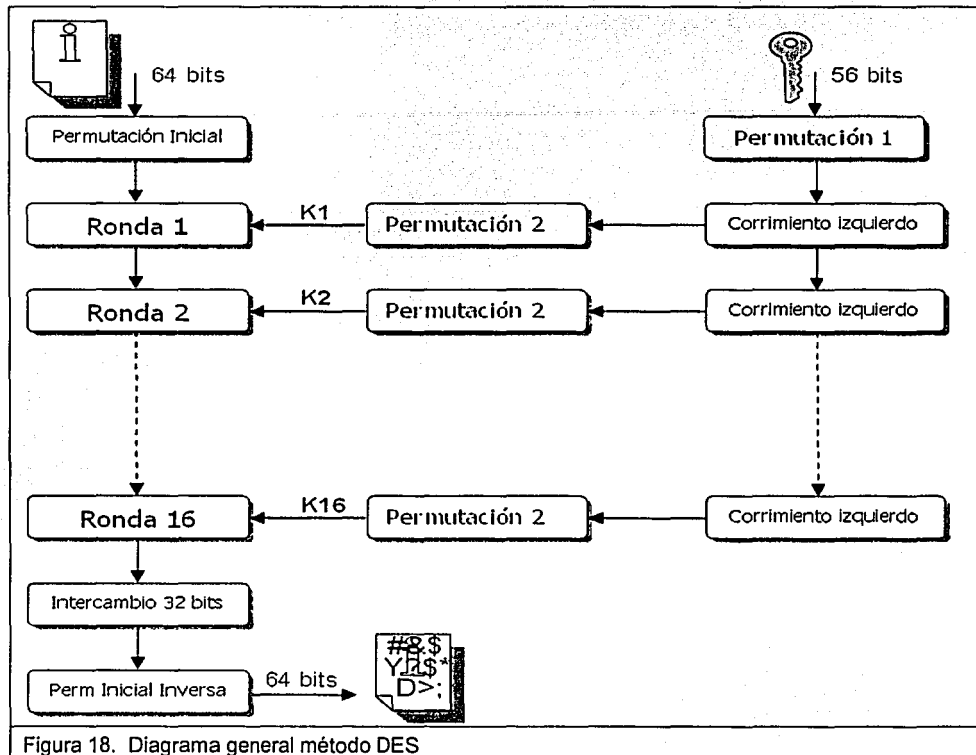 i
64 bits
56 bits
Permutación Inicial
Permutación 1
Ronda 1
K1
Permutación 2
Corrimiento izquierdo
Ronda 2
K2
Permutación 2
Corrimiento izquierdo
Ronda 16
K16
Permutación 2
Corrimiento izquierdo
Intercambio 32 bits
Perm Inicial Inversa
64 bits
#&$
D>:
Figura 18. Diagrama general método DES